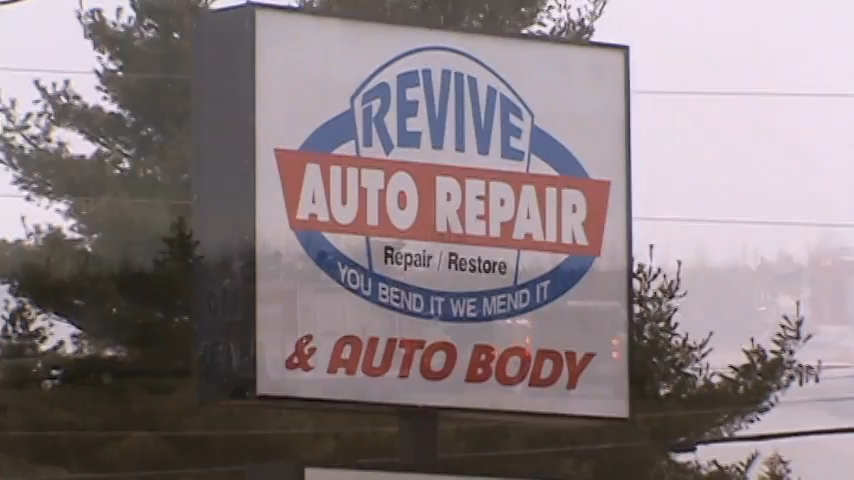 REVIVE
AUTO REPAIR
Repair / Restore
YOU BEND IT WE MEND IT
& AUTO BODY